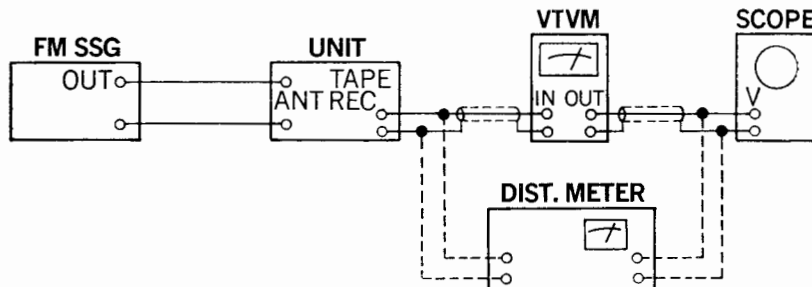 FM SSG
UNIT
VTVM
SCOPE
OUT
TAPE
ANT REC
IN OUT
V
DIST. METER